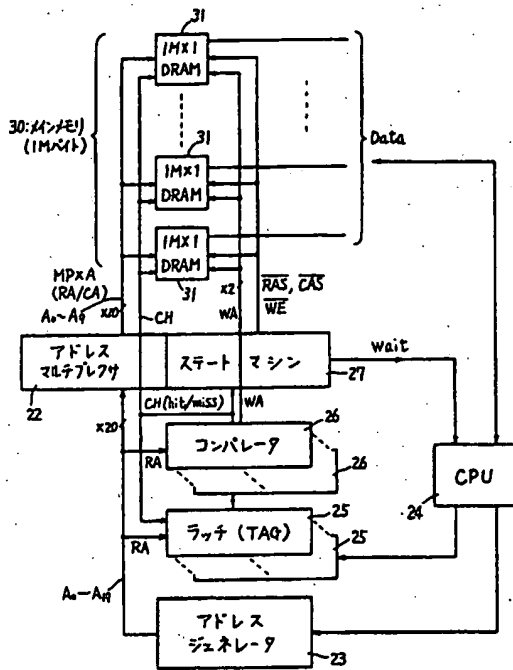 31
1M×1
DRAM
30:メインメモリ
(1Mバイト)
31
1M×1
DRAM
Data
1M×1
DRAM
31
MPXA
(RA/CA)
A₀~A₉
×10
CH
×2
WA
RAS, CAS
WE
アドレス
マルチプレクサ
22
ステート マシン
27
Wait
×20
CH(hit/miss)
WA
RA
コンパレータ
26
26
CPU
24
RA
ラッチ (TAG)
25
25
A₀-A₁₉
アドレス
ジェネレータ
23